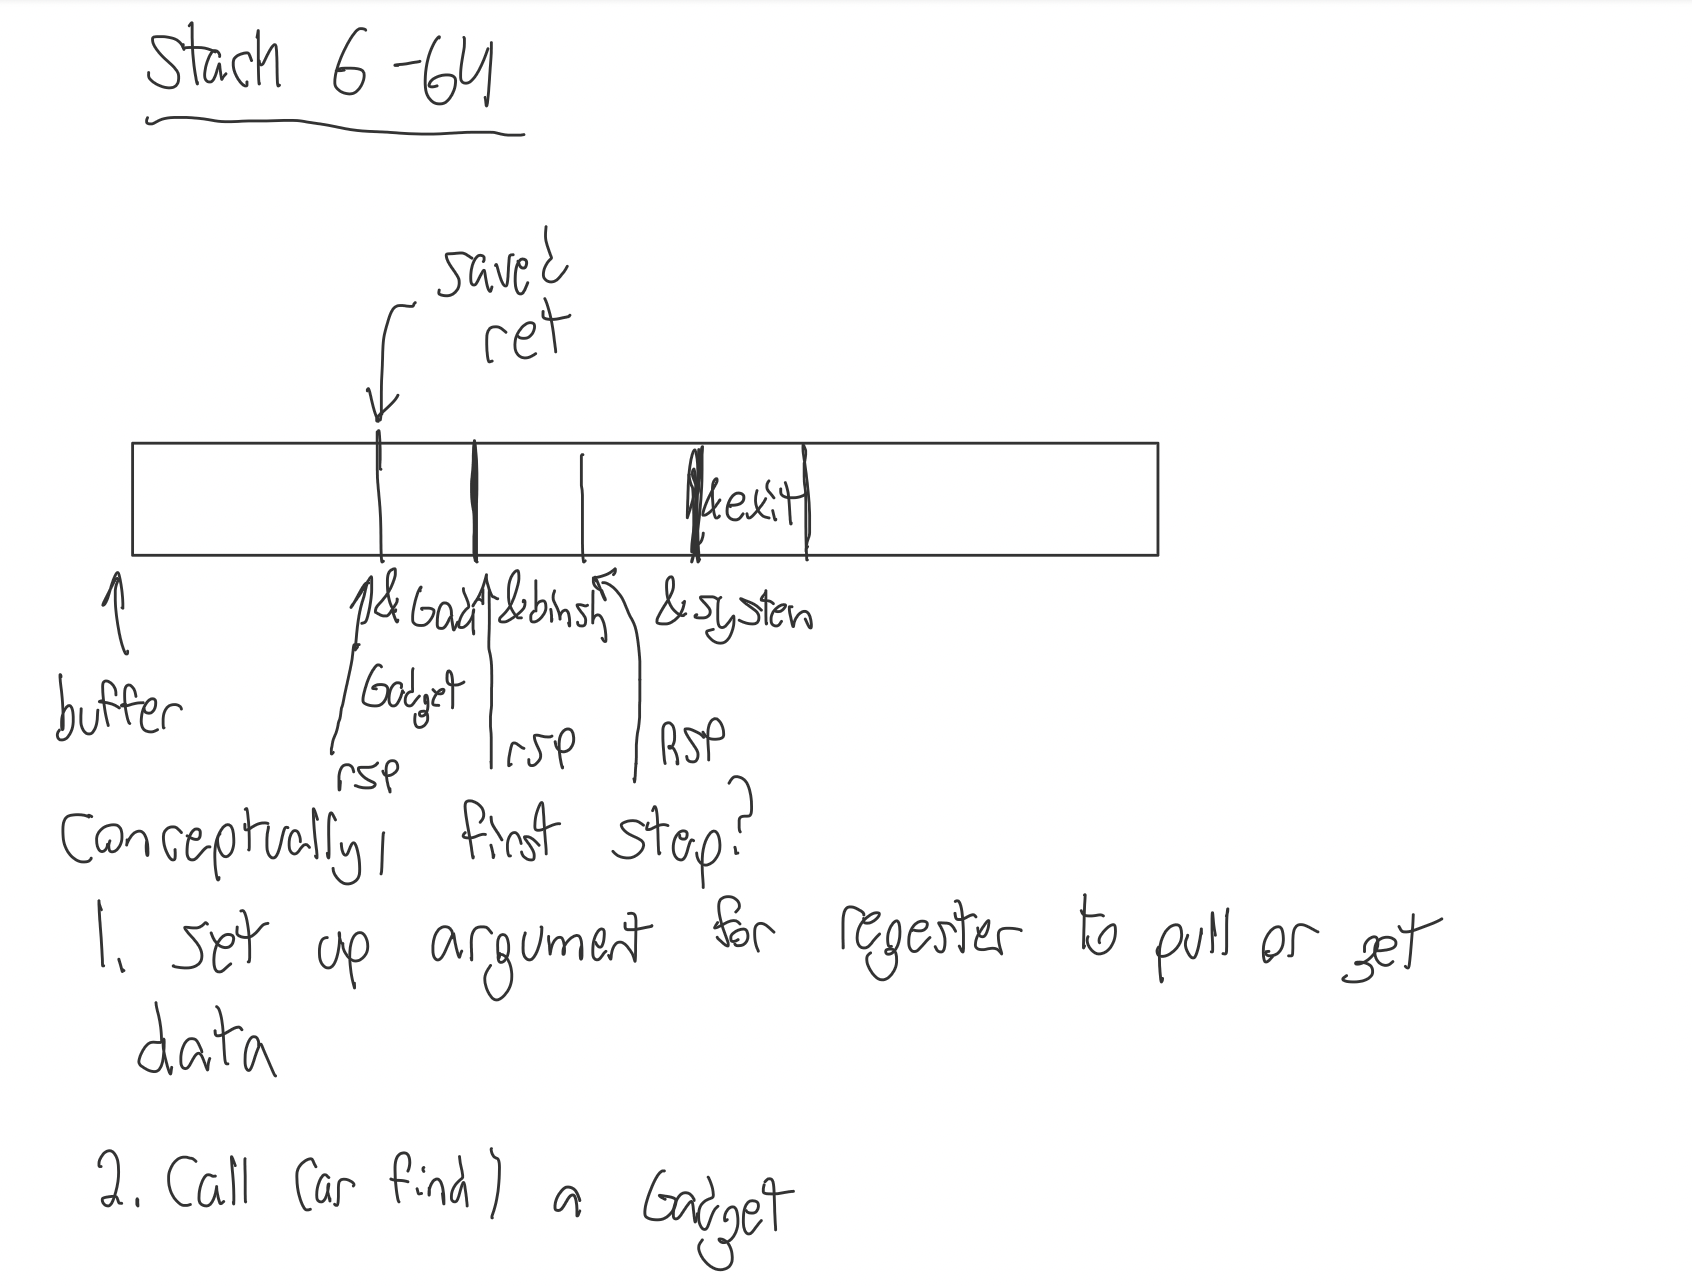 Stack 6-64
saved
ret
&exit
& Gad &binsh &system
Gadget
buffer
rsp RSP
rsp
Conceptually, first step?
1. set up argument for regester to pull or get
data
2. Call (or find) a Gadget